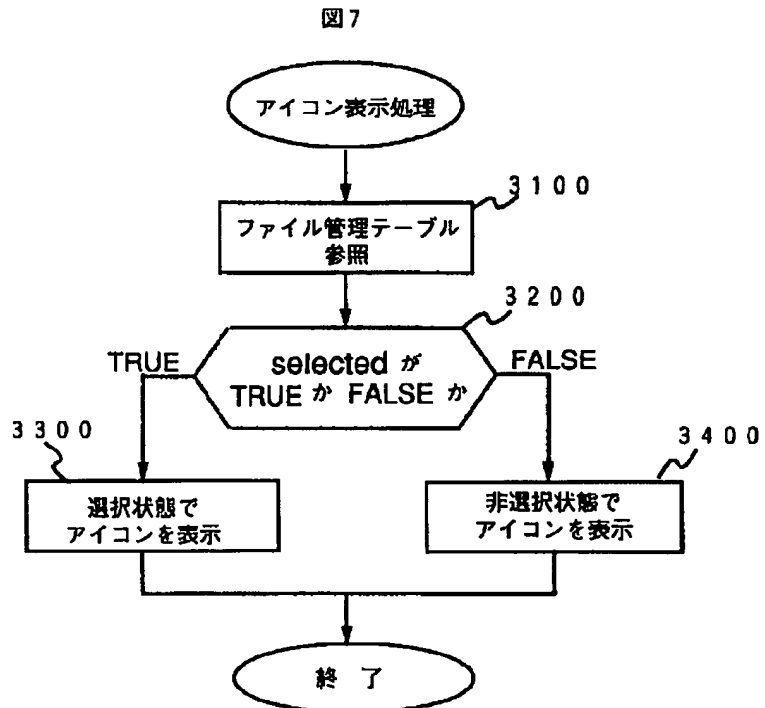 図7
アイコン表示処理
3100
ファイル管理テーブル
参照
3200
TRUE
selected が
TRUE か FALSE か
FALSE
3300
選択状態で
アイコンを表示
3400
非選択状態で
アイコンを表示
終 了